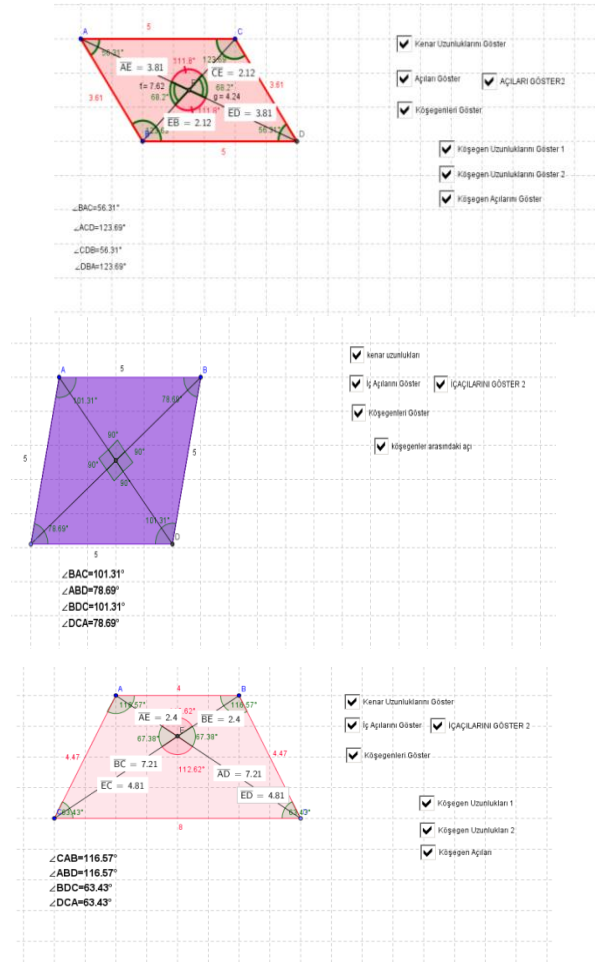 5
A
C
Kenar Uzunluklarını Göster
56.31°
123.69
AE = 3.81
111.8°
CE = 2.12
3.61
f = 7.62
68.2°
E
68.2°
g = 4.24
3.61
Açıları Göster
AÇILARI GÖSTER2
111.8°
ED = 3.81
EB = 2.12
56.31°
D
5
Köşegenleri Göster
Köşegen Uzunluklarını Göster 1
Köşegen Uzunluklarını Göster 2
Köşegen Açılarını Göster
∠BAC=56.31°
∠ACD=123.69°
∠CDB=56.31°
∠DBA=123.69°
5
A
B
kenar uzunlukları
101.31°
78.69°
İç Açılarını Göster
İÇAÇILARINI GÖSTER 2
Köşegenleri Göster
90°
90°
90°
90°
5
5
köşegenler arasındaki açı
78.69°
101.31°
D
5
∠BAC=101.31°
∠ABD=78.69°
∠BDC=101.31°
∠DCA=78.69°
4
A
B
Kenar Uzunluklarını Göster
116.57°
116.57°
AE = 2.4
BE = 2.4
İç Açılarını Göster
İÇAÇILARINI GÖSTER 2
67.38°
E
67.38°
4.47
4.47
Köşegenleri Göster
BC = 7.21
112.62°
AD = 7.21
EC = 4.81
ED = 4.81
63.43°
8
Köşegen Uzunlukları 1
Köşegen Uzunlukları 2
Köşegen Açıları
∠CAB=116.57°
∠ABD=116.57°
∠BDC=63.43°
∠DCA=63.43°